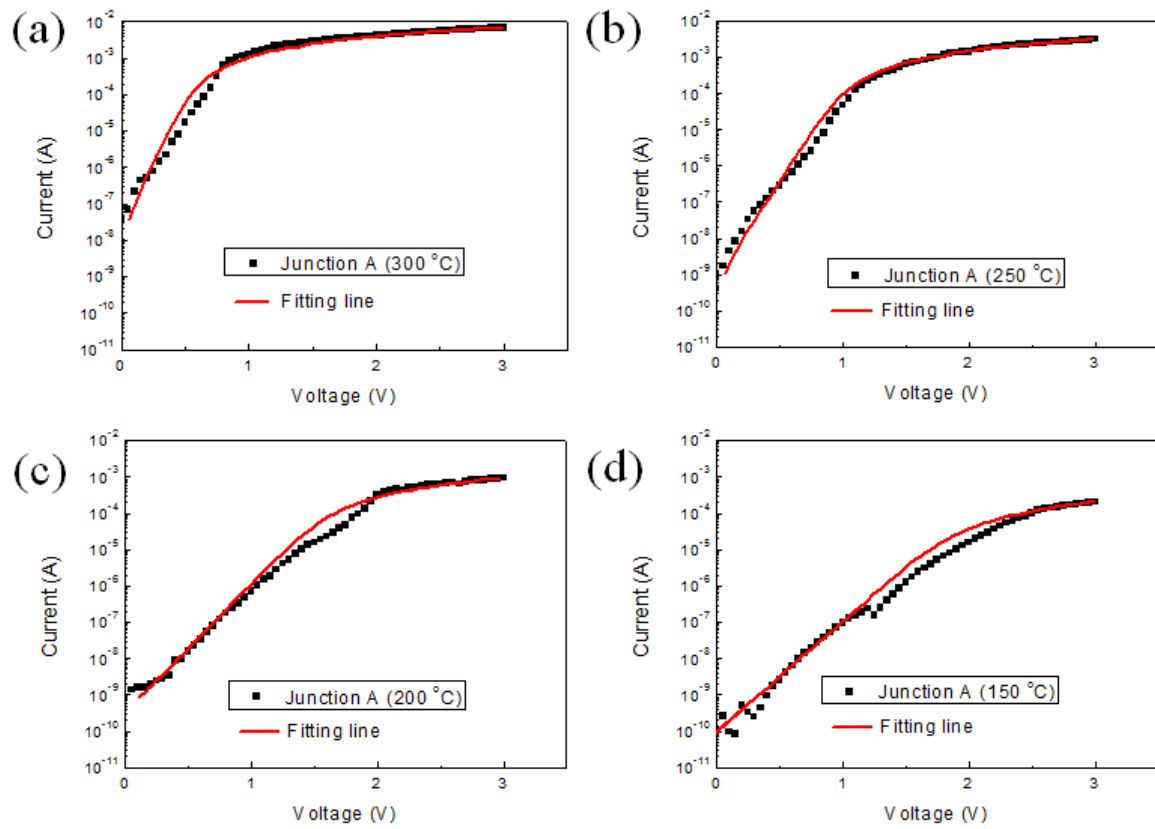 (a)
10⁻²
10⁻³
10⁻⁴
10⁻⁵
10⁻⁶
10⁻⁷
10⁻⁸
10⁻⁹
10⁻¹⁰
10⁻¹¹
Current (A)
Junction A (300 °C)
Fitting line
0 1 2 3
Voltage (V)
(b)
10⁻²
10⁻³
10⁻⁴
10⁻⁵
10⁻⁶
10⁻⁷
10⁻⁸
10⁻⁹
10⁻¹⁰
10⁻¹¹
Current (A)
Junction A (250 °C)
Fitting line
0 1 2 3
Voltage (V)
(c)
10⁻²
10⁻³
10⁻⁴
10⁻⁵
10⁻⁶
10⁻⁷
10⁻⁸
10⁻⁹
10⁻¹⁰
10⁻¹¹
Current (A)
Junction A (200 °C)
Fitting line
0 1 2 3
Voltage (V)
(d)
10⁻²
10⁻³
10⁻⁴
10⁻⁵
10⁻⁶
10⁻⁷
10⁻⁸
10⁻⁹
10⁻¹⁰
10⁻¹¹
Current (A)
Junction A (150 °C)
Fitting line
0 1 2 3
Voltage (V)